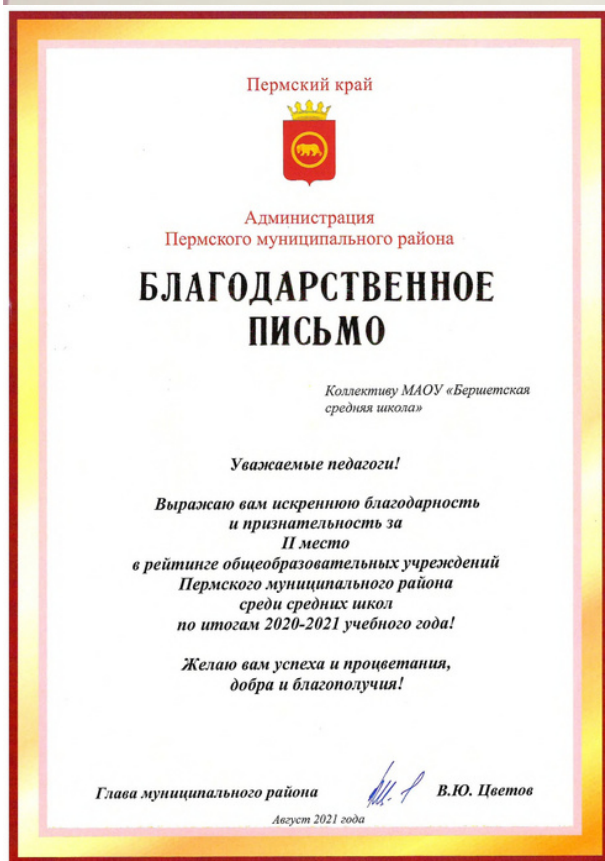 Пермский край
Администрация
Пермского муниципального района
БЛАГОДАРСТВЕННОЕ
ПИСЬМО
Коллективу МАОУ «Бершетская
средняя школа»
Уважаемые педагоги!
Выражаю вам искреннюю благодарность
и признательность за
II место
в рейтинге общеобразовательных учреждений
Пермского муниципального района
среди средних школ
по итогам 2020-2021 учебного года!
Желаю вам успеха и процветания,
добра и благополучия!
Глава муниципального района В.Ю. Цветов
Август 2021 года